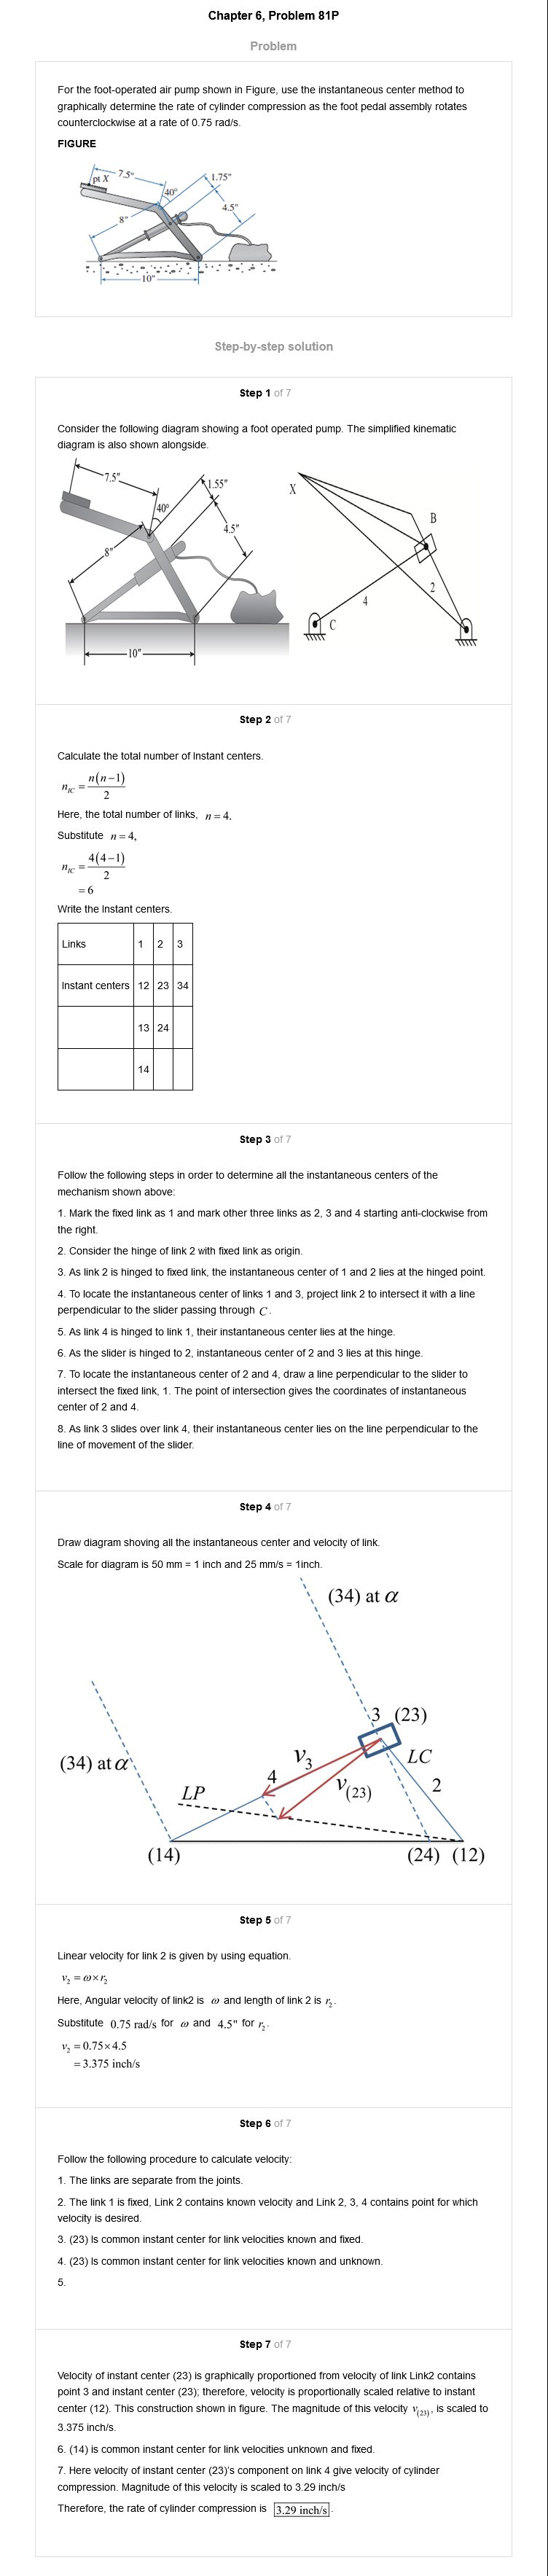 Chapter 6, Problem 81P
Problem
For the foot-operated air pump shown in Figure, use the instantaneous center method to
graphically determine the rate of cylinder compression as the foot pedal assembly rotates
counterclockwise at a rate of 0.75 rad/s.
FIGURE
pt X
7.5"
40°
1.75"
4.5"
8"
10"
Step-by-step solution
Step 1 of 7
Consider the following diagram showing a foot operated pump. The simplified kinematic
diagram is also shown alongside.
7.5"
40°
1.55"
4.5"
8"
10"
X
B
2
4
C
Step 2 of 7
Calculate the total number of Instant centers.
n_IC = n(n−1)/2
Here, the total number of links, n = 4.
Substitute n = 4,
n_IC = 4(4−1)/2
= 6
Write the Instant centers.
Links 1 2 3
Instant centers 12 23 34
13 24
14
Step 3 of 7
Follow the following steps in order to determine all the instantaneous centers of the
mechanism shown above:
1. Mark the fixed link as 1 and mark other three links as 2, 3 and 4 starting anti-clockwise from
the right.
2. Consider the hinge of link 2 with fixed link as origin.
3. As link 2 is hinged to fixed link, the instantaneous center of 1 and 2 lies at the hinged point.
4. To locate the instantaneous center of links 1 and 3, project link 2 to intersect it with a line
perpendicular to the slider passing through C.
5. As link 4 is hinged to link 1, their instantaneous center lies at the hinge.
6. As the slider is hinged to 2, instantaneous center of 2 and 3 lies at this hinge.
7. To locate the instantaneous center of 2 and 4, draw a line perpendicular to the slider to
intersect the fixed link, 1. The point of intersection gives the coordinates of instantaneous
center of 2 and 4.
8. As link 3 slides over link 4, their instantaneous center lies on the line perpendicular to the
line of movement of the slider.
Step 4 of 7
Draw diagram shoving all the instantaneous center and velocity of link.
Scale for diagram is 50 mm = 1 inch and 25 mm/s = 1inch.
(34) at α
3 (23)
(34) at α
V3
LC
4
V(23)
2
LP
(14)
(24) (12)
Step 5 of 7
Linear velocity for link 2 is given by using equation.
v₂ = ω×r₂
Here, Angular velocity of link2 is ω and length of link 2 is r₂.
Substitute 0.75 rad/s for ω and 4.5" for r₂.
v₂ = 0.75×4.5
= 3.375 inch/s
Step 6 of 7
Follow the following procedure to calculate velocity:
1. The links are separate from the joints.
2. The link 1 is fixed, Link 2 contains known velocity and Link 2, 3, 4 contains point for which
velocity is desired.
3. (23) Is common instant center for link velocities known and fixed.
4. (23) Is common instant center for link velocities known and unknown.
5.
Step 7 of 7
Velocity of instant center (23) is graphically proportioned from velocity of link Link2 contains
point 3 and instant center (23); therefore, velocity is proportionally scaled relative to instant
center (12). This construction shown in figure. The magnitude of this velocity v(23), is scaled to
3.375 inch/s.
6. (14) is common instant center for link velocities unknown and fixed.
7. Here velocity of instant center (23)'s component on link 4 give velocity of cylinder
compression. Magnitude of this velocity is scaled to 3.29 inch/s
Therefore, the rate of cylinder compression is 3.29 inch/s.